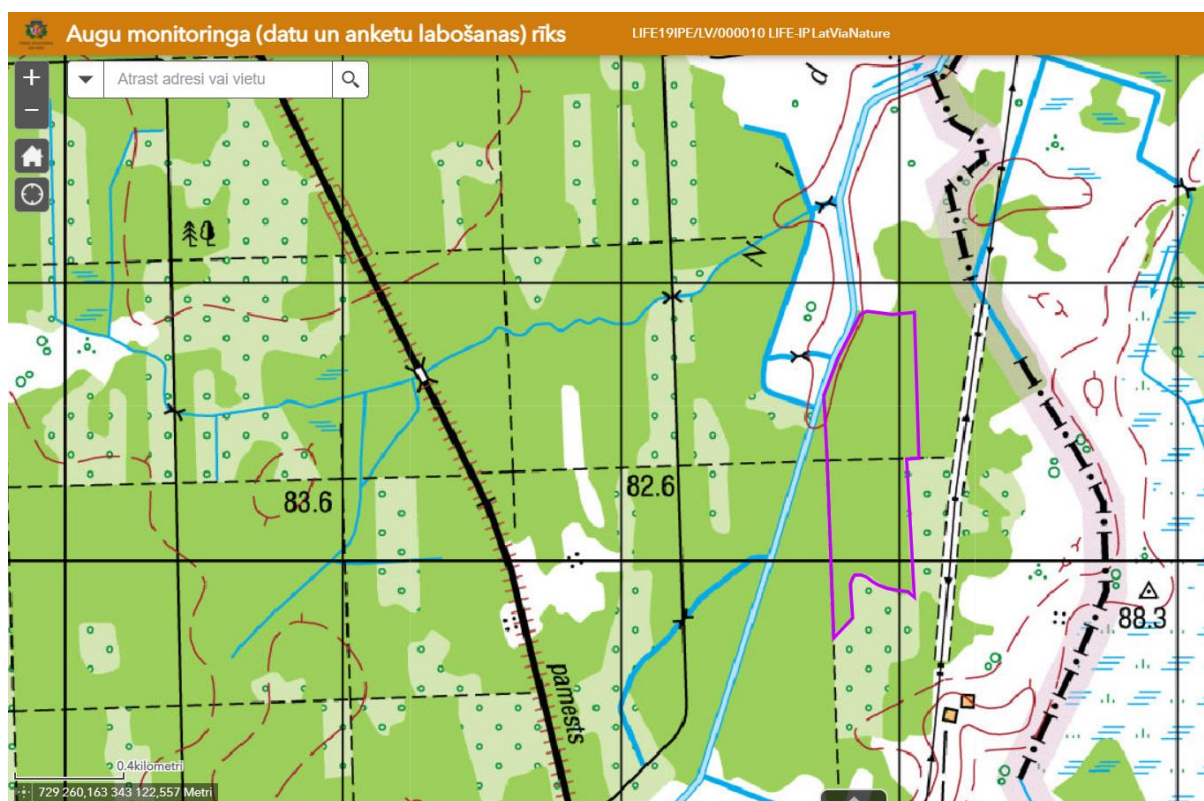 Augu monitoringa (datu un anketu labošanas) rīks
LIFE19IPE/LV/000010 LIFE-IP LatViaNature
+
Atrast adresi vai vietu
−
d
i
N
83.6
82.6
88.3
pamests
0.4kilometri
729 260,163 343 122,557 Metri